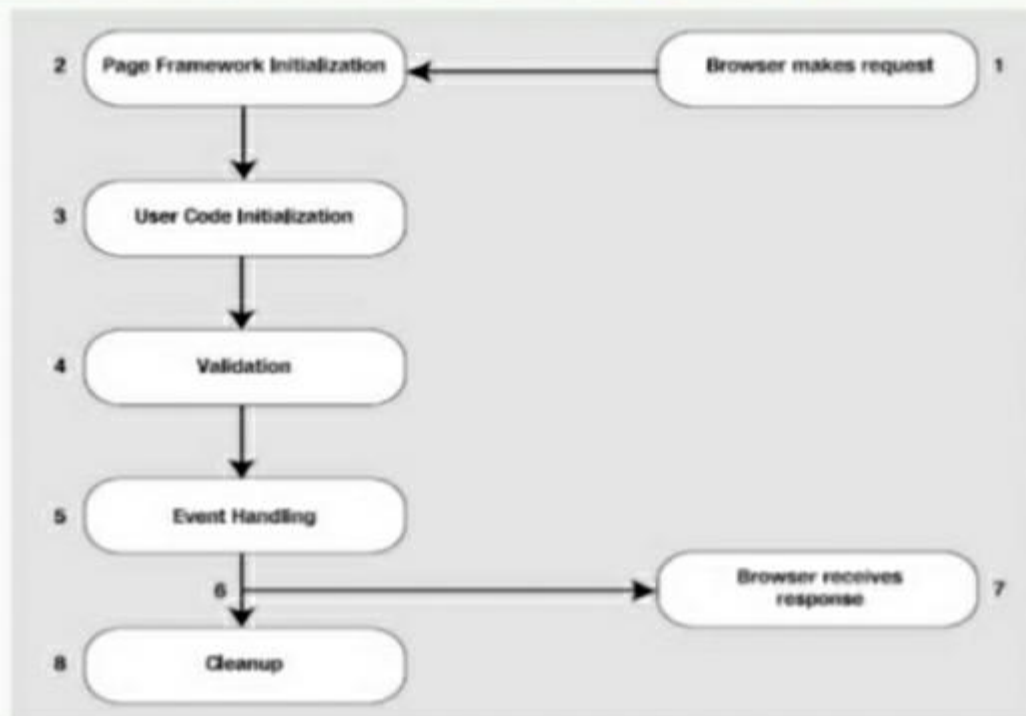 2 Page Framework Initialization
Browser makes request 1
3 User Code Initialization
4 Validation
5 Event Handling
6
Browser receives
response 7
8 Cleanup